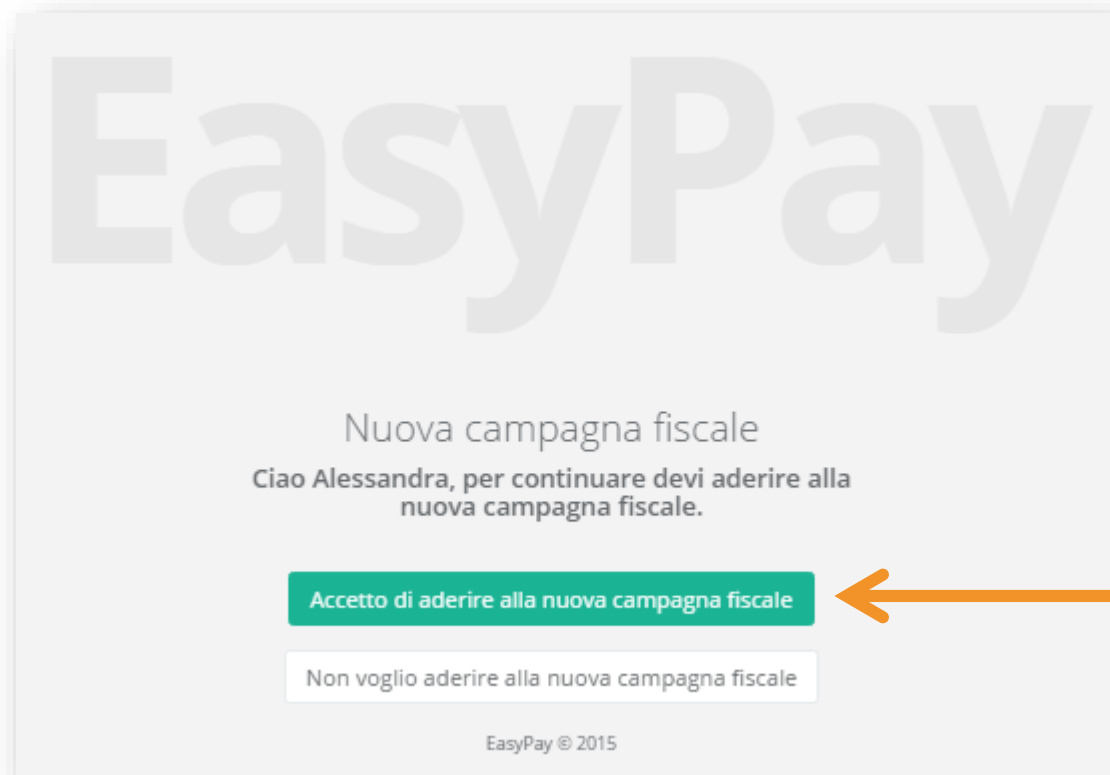 EasyPay
Nuova campagna fiscale
Ciao Alessandra, per continuare devi aderire alla
nuova campagna fiscale.
Accetto di aderire alla nuova campagna fiscale
Non voglio aderire alla nuova campagna fiscale
EasyPay © 2015